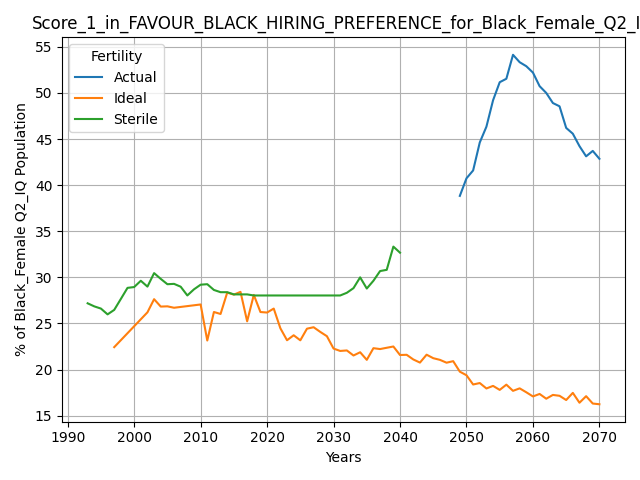 Score_1_in_FAVOUR_BLACK_HIRING_PREFERENCE_for_Black_Female_Q2_I
% of Black_Female Q2_IQ Population
55
50
45
40
35
30
25
20
15
Fertility
Actual
Ideal
Sterile
1990 2000 2010 2020 2030 2040 2050 2060 2070
Years